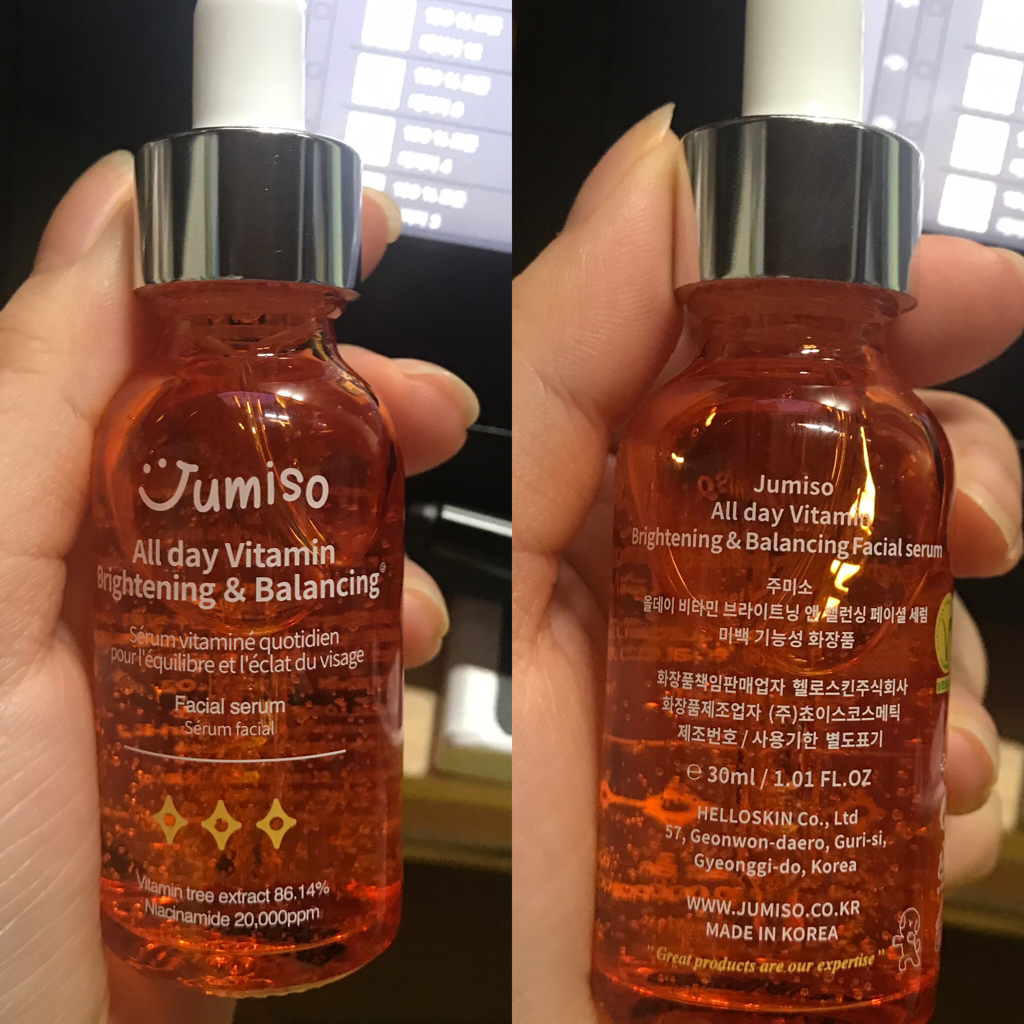 Jumiso
All day Vitamin
Brightening & Balancing
Sérum vitaminé quotidien
pour l'équilibre et l'éclat du visage
Facial serum
Sérum facial
Vitamin tree extract 86.14%
Niacinamide 20,000ppm
Jumiso
All day Vitamin
Brightening & Balancing Facial serum
주미소
올데이 비타민 브라이트닝 앤 밸런싱 페이셜 세럼
미백 기능성 화장품
화장품책임판매업자 헬로스킨주식회사
화장품제조업자 (주)쵸이스코스메틱
제조번호 / 사용기한 별도표기
℮ 30ml / 1.01 FL.OZ
HELLOSKIN Co., Ltd
57, Geonwon-daero, Guri-si,
Gyeonggi-do, Korea
WWW.JUMISO.CO.KR
MADE IN KOREA
"Great products are our expertise"